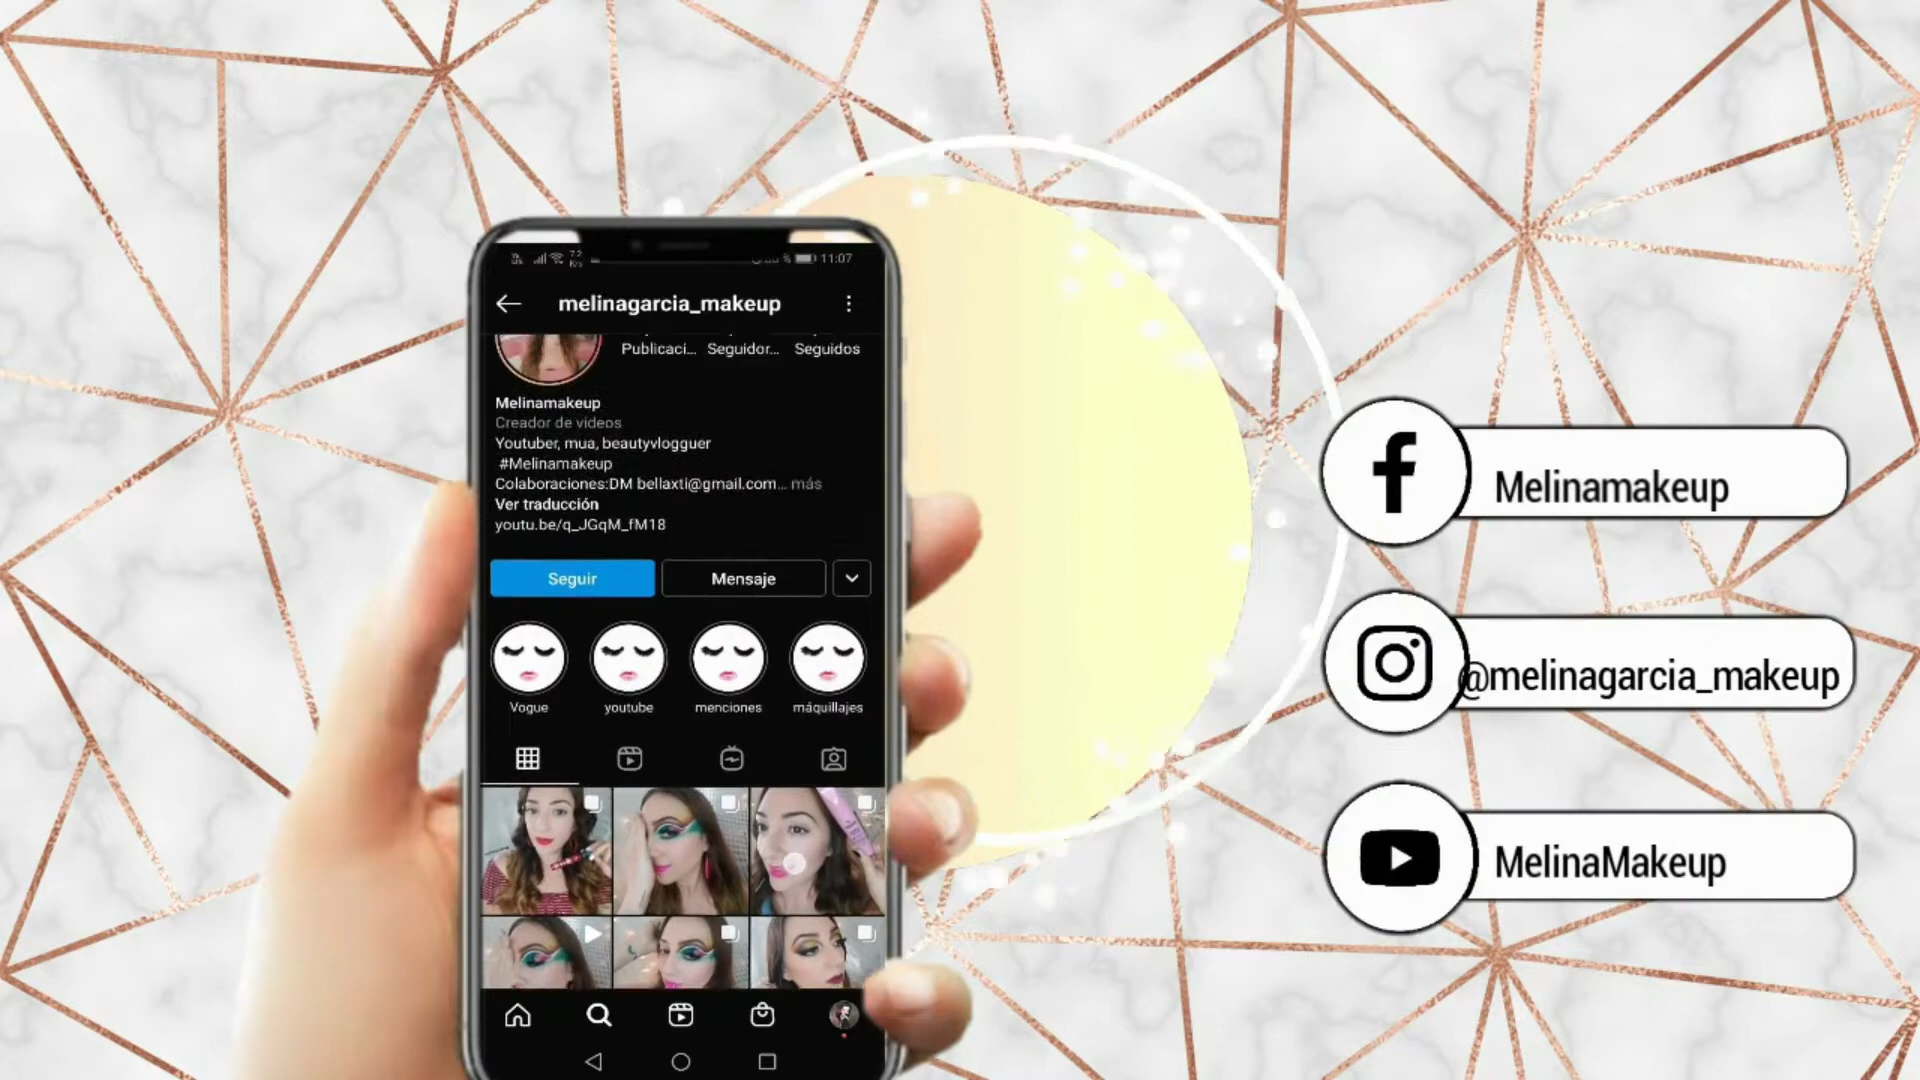 11:07
melinagarcia_makeup
Publicaci... Seguidor... Seguidos
Melinamakeup
Creador de videos
Youtuber, mua, beautyvlogguer
#Melinamakeup
Colaboraciones:DM bellaxti@gmail.com... más
Ver traducción
youtu.be/q_JGqM_fM18
Seguir Mensaje
Vogue youtube menciones máquillajes
Melinamakeup
@melinagarcia_makeup
MelinaMakeup